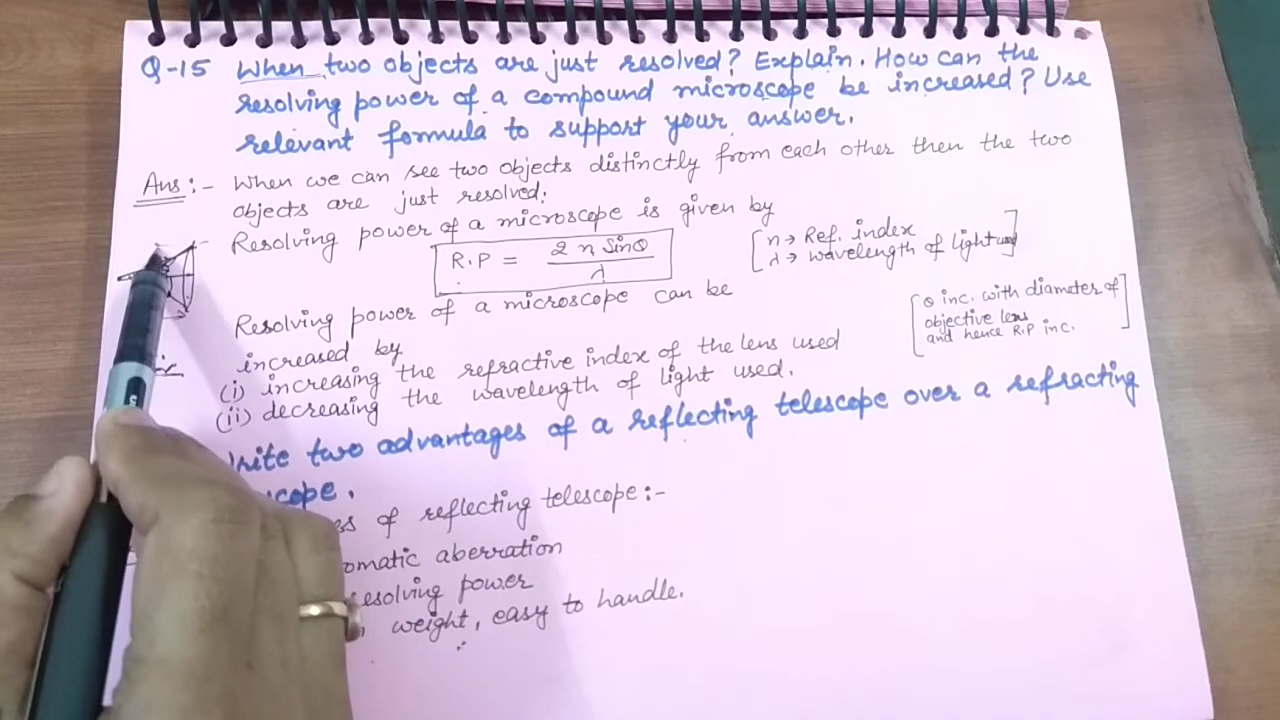 Q-15 When two objects are just resolved? Explain. How can the
resolving power of a compound microscope be increased? Use
relevant formula to support your answer.
Ans:- When we can see two objects distinctly from each other then the two
objects are just resolved.
Resolving power of a microscope is given by
R.P = 2 n Sinθ / λ
[n → Ref. index
λ → wavelength of light used]
Resolving power of a microscope can be
increased by
[θ inc. with diameter of
objective lens
and hence R.P inc.]
(i) increasing the refractive index of the lens used
(ii) decreasing the wavelength of light used.
two advantages of a reflecting telescope over a refracting
of reflecting telescope:-
aberration
power
weight, easy to handle.